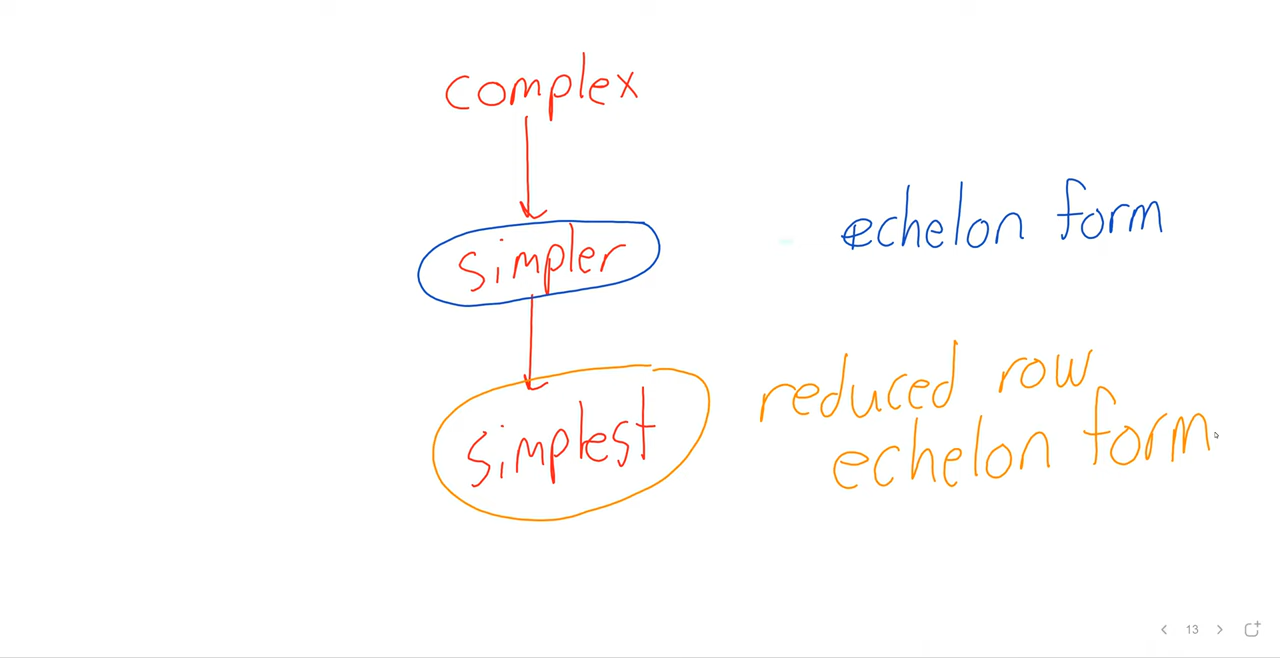 complex
simpler
echelon form
simplest
reduced row
echelon form
13